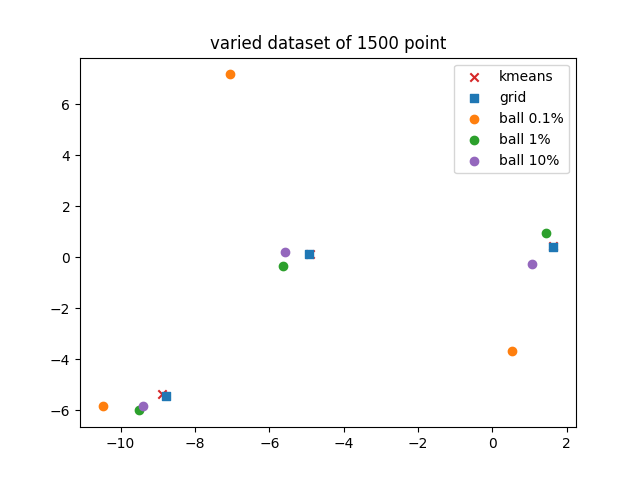 varied dataset of 1500 point
kmeans
grid
ball 0.1%
ball 1%
ball 10%
6
4
2
0
−2
−4
−6
−10
−8
−6
−4
−2
0
2